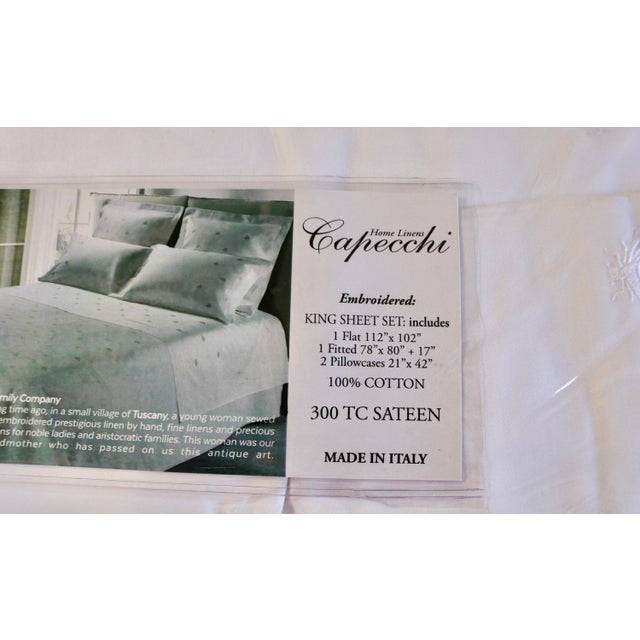 Home Linens
Capecchi
Embroidered:
KING SHEET SET: includes
1 Flat 112"x 102"
1 Fitted 78"x 80" + 17"
2 Pillowcases 21"x 42"
100% COTTON
300 TC SATEEN
MADE IN ITALY
mily Company
g time ago, in a small village of Tuscany, a young woman sewed
embroidered prestigious linen by hand, fine linens and precious
ns for noble ladies and aristocratic families. This woman was our
dmother who has passed on us this antique art.